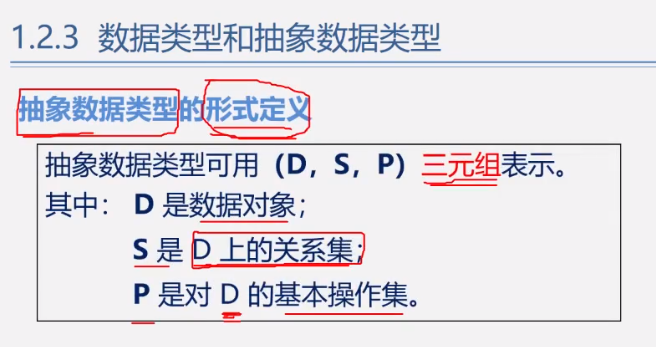 1.2.3 数据类型和抽象数据类型
抽象数据类型的形式定义
抽象数据类型可用（D，S，P）三元组表示。
其中： D 是数据对象；
S 是 D 上的关系集；
P 是对 D 的基本操作集。